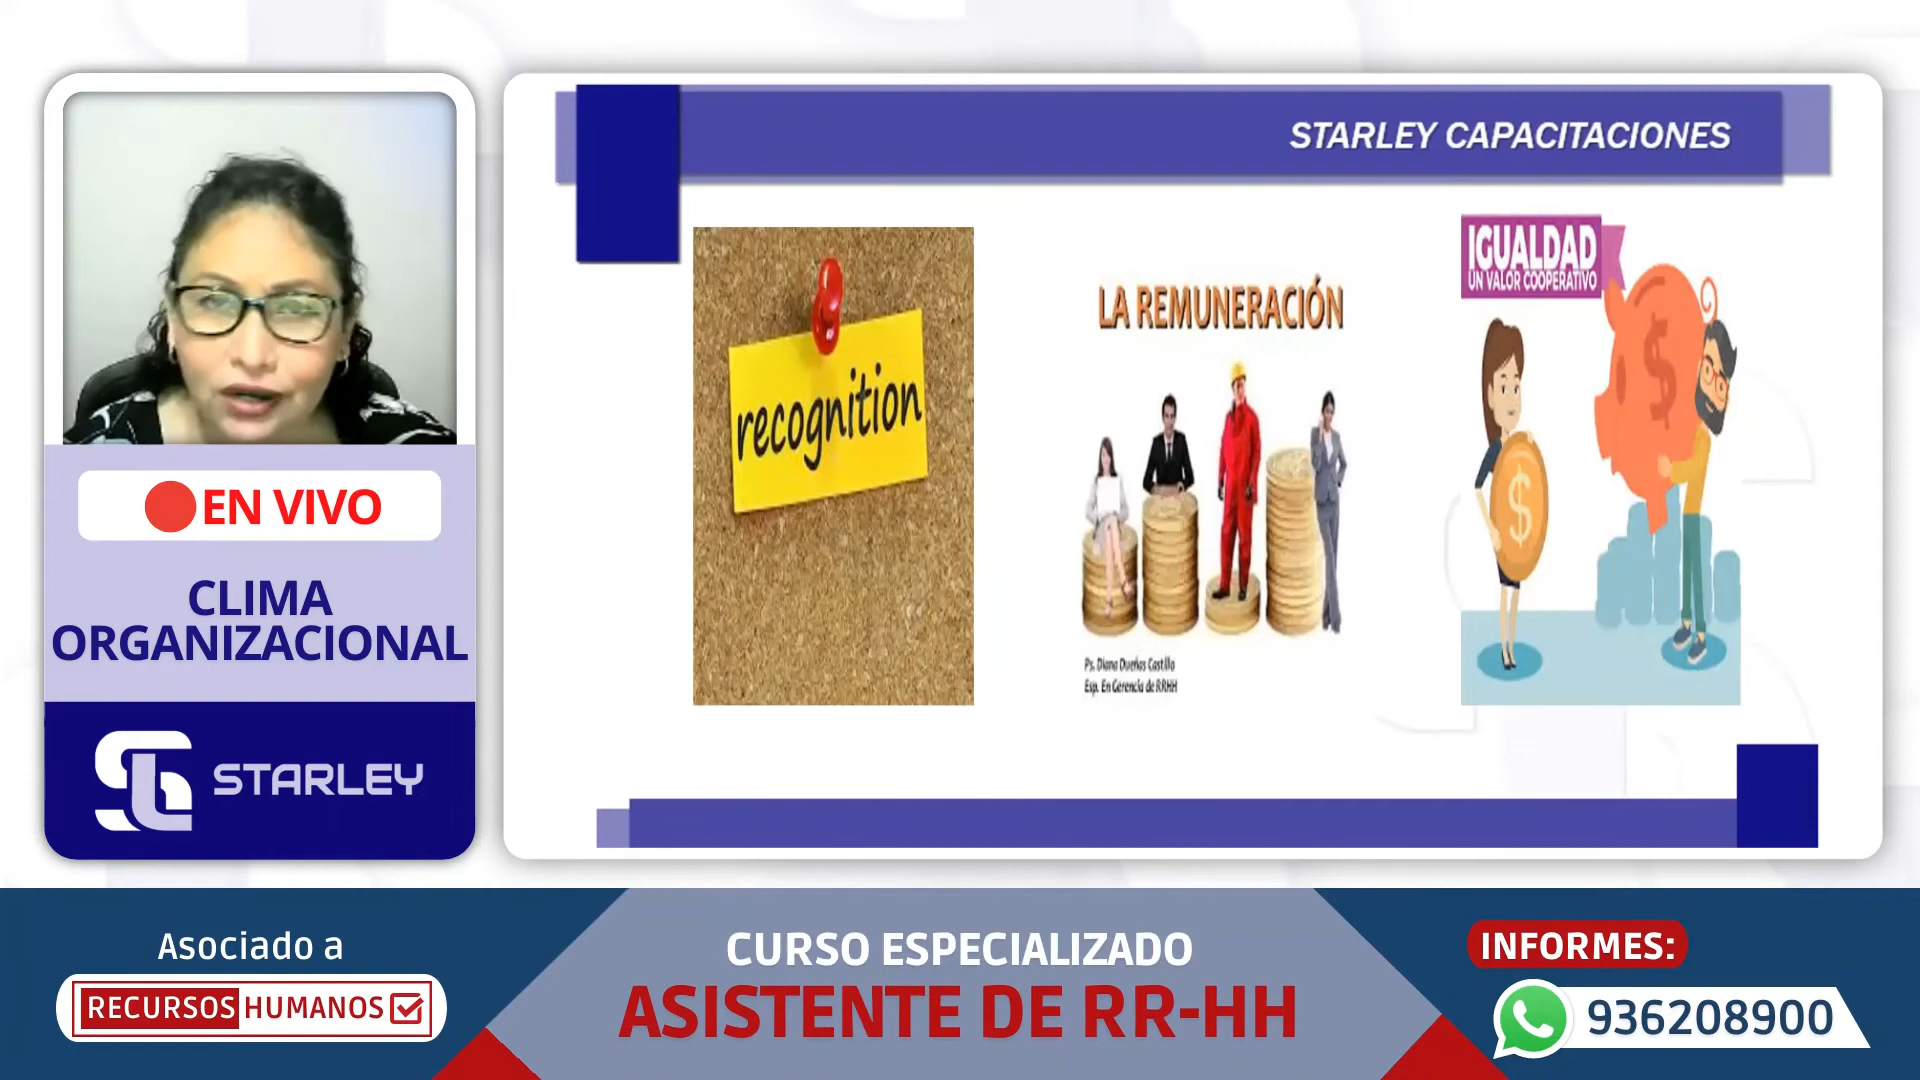 STARLEY CAPACITACIONES
recognition
LA REMUNERACIÓN
Ps. Diana Dueñas Castillo
Esp. En Gerencia de RRHH
IGUALDAD
UN VALOR COOPERATIVO
$
$
EN VIVO
CLIMA
ORGANIZACIONAL
STARLEY
Asociado a
RECURSOS HUMANOS
CURSO ESPECIALIZADO
ASISTENTE DE RR-HH
INFORMES:
936208900